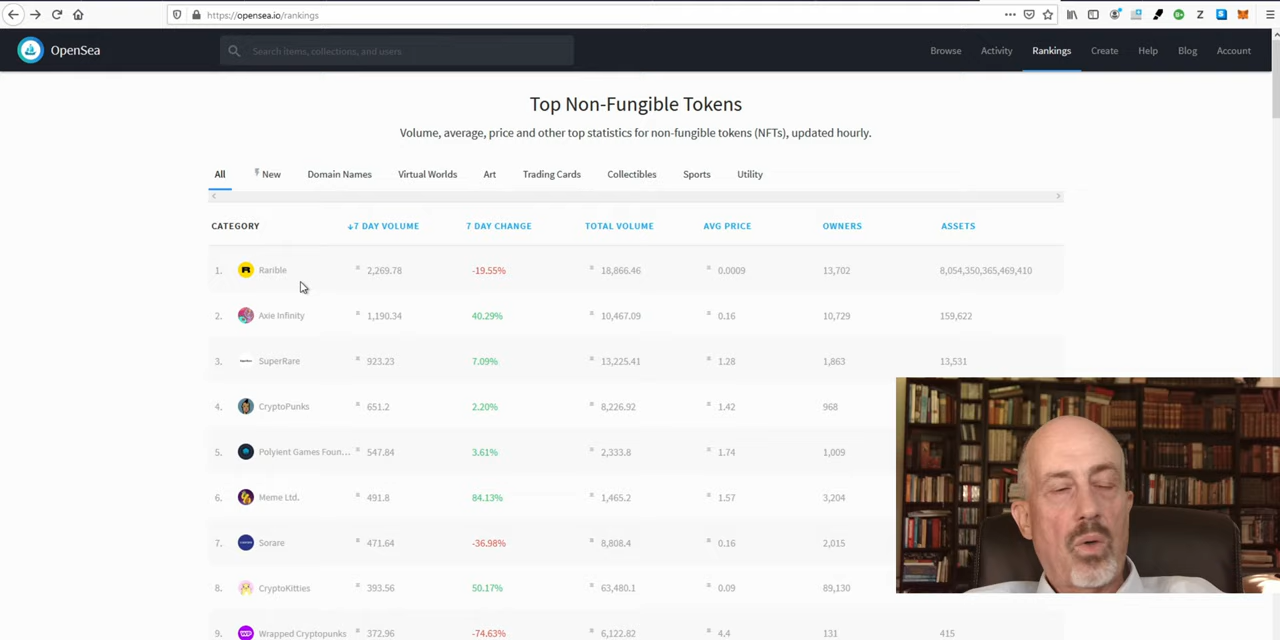 https://opensea.io/rankings
OpenSea
Search items, collections, and users
Browse Activity Rankings Create Help Blog Account
Top Non-Fungible Tokens
Volume, average, price and other top statistics for non-fungible tokens (NFTs), updated hourly.
All New Domain Names Virtual Worlds Art Trading Cards Collectibles Sports Utility
CATEGORY ↓7 DAY VOLUME 7 DAY CHANGE TOTAL VOLUME AVG PRICE OWNERS ASSETS
1. Rarible 2,269.78 -19.55% 18,866.46 0.0009 13,702 8,054,350,365,469,410
2. Axie Infinity 1,190.34 40.29% 10,467.09 0.16 10,729 159,622
3. SuperRare 923.23 7.09% 13,225.41 1.28 1,863 13,531
4. CryptoPunks 651.2 2.20% 8,226.92 1.42 968
5. Polyient Games Foun... 547.84 3.61% 2,333.8 1.74 1,009
6. Meme Ltd. 491.8 84.13% 1,465.2 1.57 3,204
7. Sorare 471.64 -36.98% 8,808.4 0.16 2,015
8. CryptoKitties 393.56 50.17% 63,480.1 0.09 89,130
9. Wrapped Cryptopunks 372.96 -74.63% 6,122.82 4.4 131 415